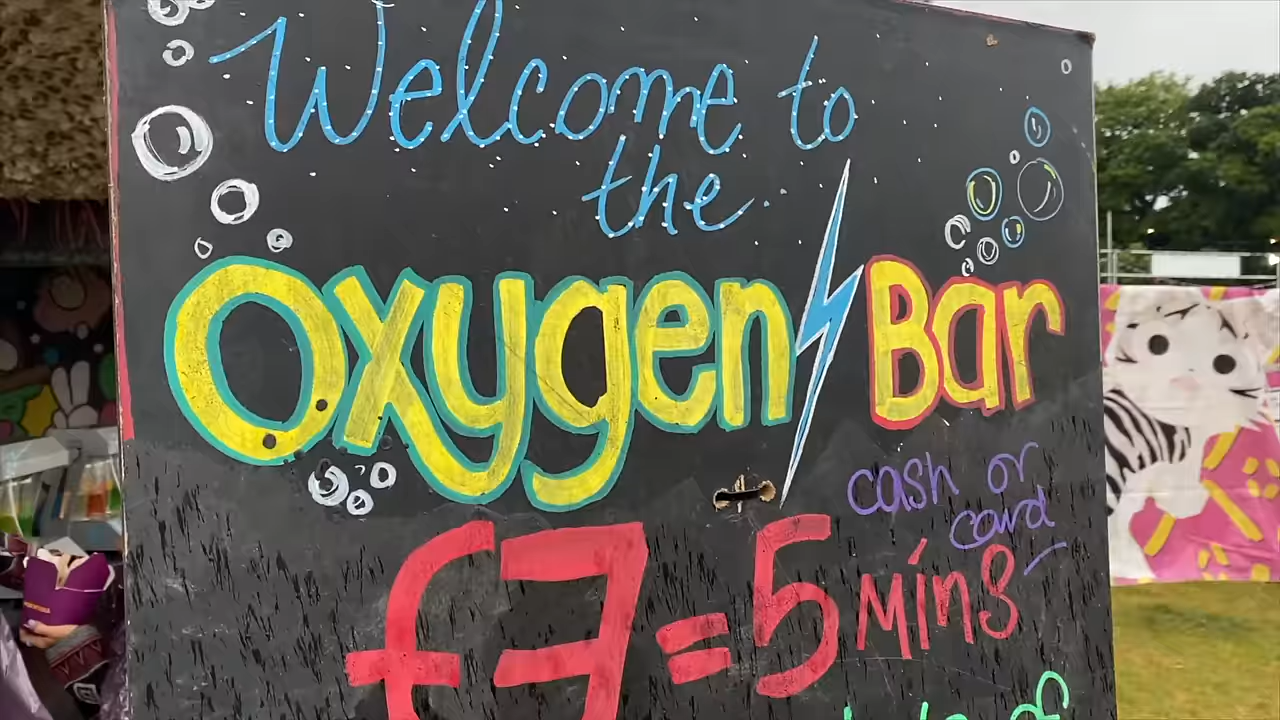 Welcome to
the
Oxygen Bar
cash or
card
£7 = 5 mins